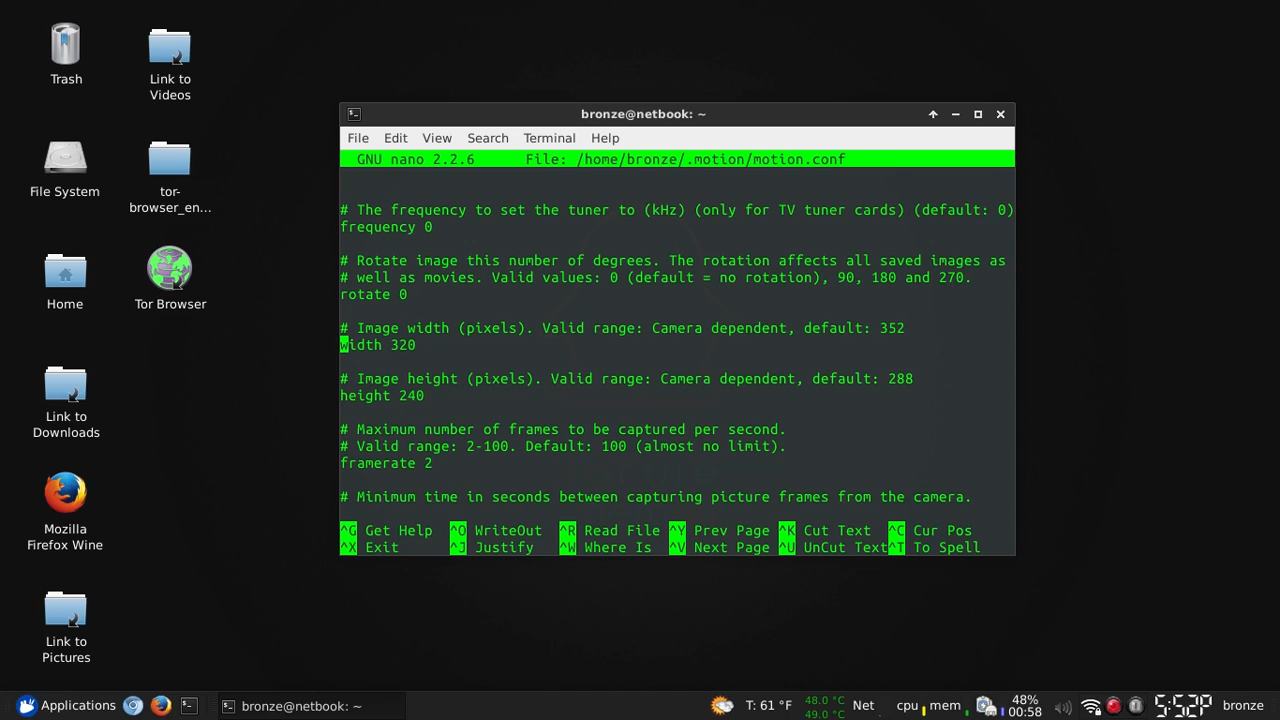 Trash
Link to
Videos
File System
tor-
browser_en...
Home
Tor Browser
Link to
Downloads
Mozilla
Firefox Wine
Link to
Pictures
bronze@netbook: ~
File Edit View Search Terminal Help
GNU nano 2.2.6 File: /home/bronze/.motion/motion.conf
# The frequency to set the tuner to (kHz) (only for TV tuner cards) (default: 0)
frequency 0
# Rotate image this number of degrees. The rotation affects all saved images as
# well as movies. Valid values: 0 (default = no rotation), 90, 180 and 270.
rotate 0
# Image width (pixels). Valid range: Camera dependent, default: 352
width 320
# Image height (pixels). Valid range: Camera dependent, default: 288
height 240
# Maximum number of frames to be captured per second.
# Valid range: 2-100. Default: 100 (almost no limit).
framerate 2
# Minimum time in seconds between capturing picture frames from the camera.
^G Get Help ^O WriteOut ^R Read File ^Y Prev Page ^K Cut Text ^C Cur Pos
^X Exit ^J Justify ^W Where Is ^V Next Page ^U UnCut Text ^T To Spell
Applications bronze@netbook: ~ T: 61 °F 48.0 °C Net cpu mem 48% 5:52P bronze
49.0 °C 00:58